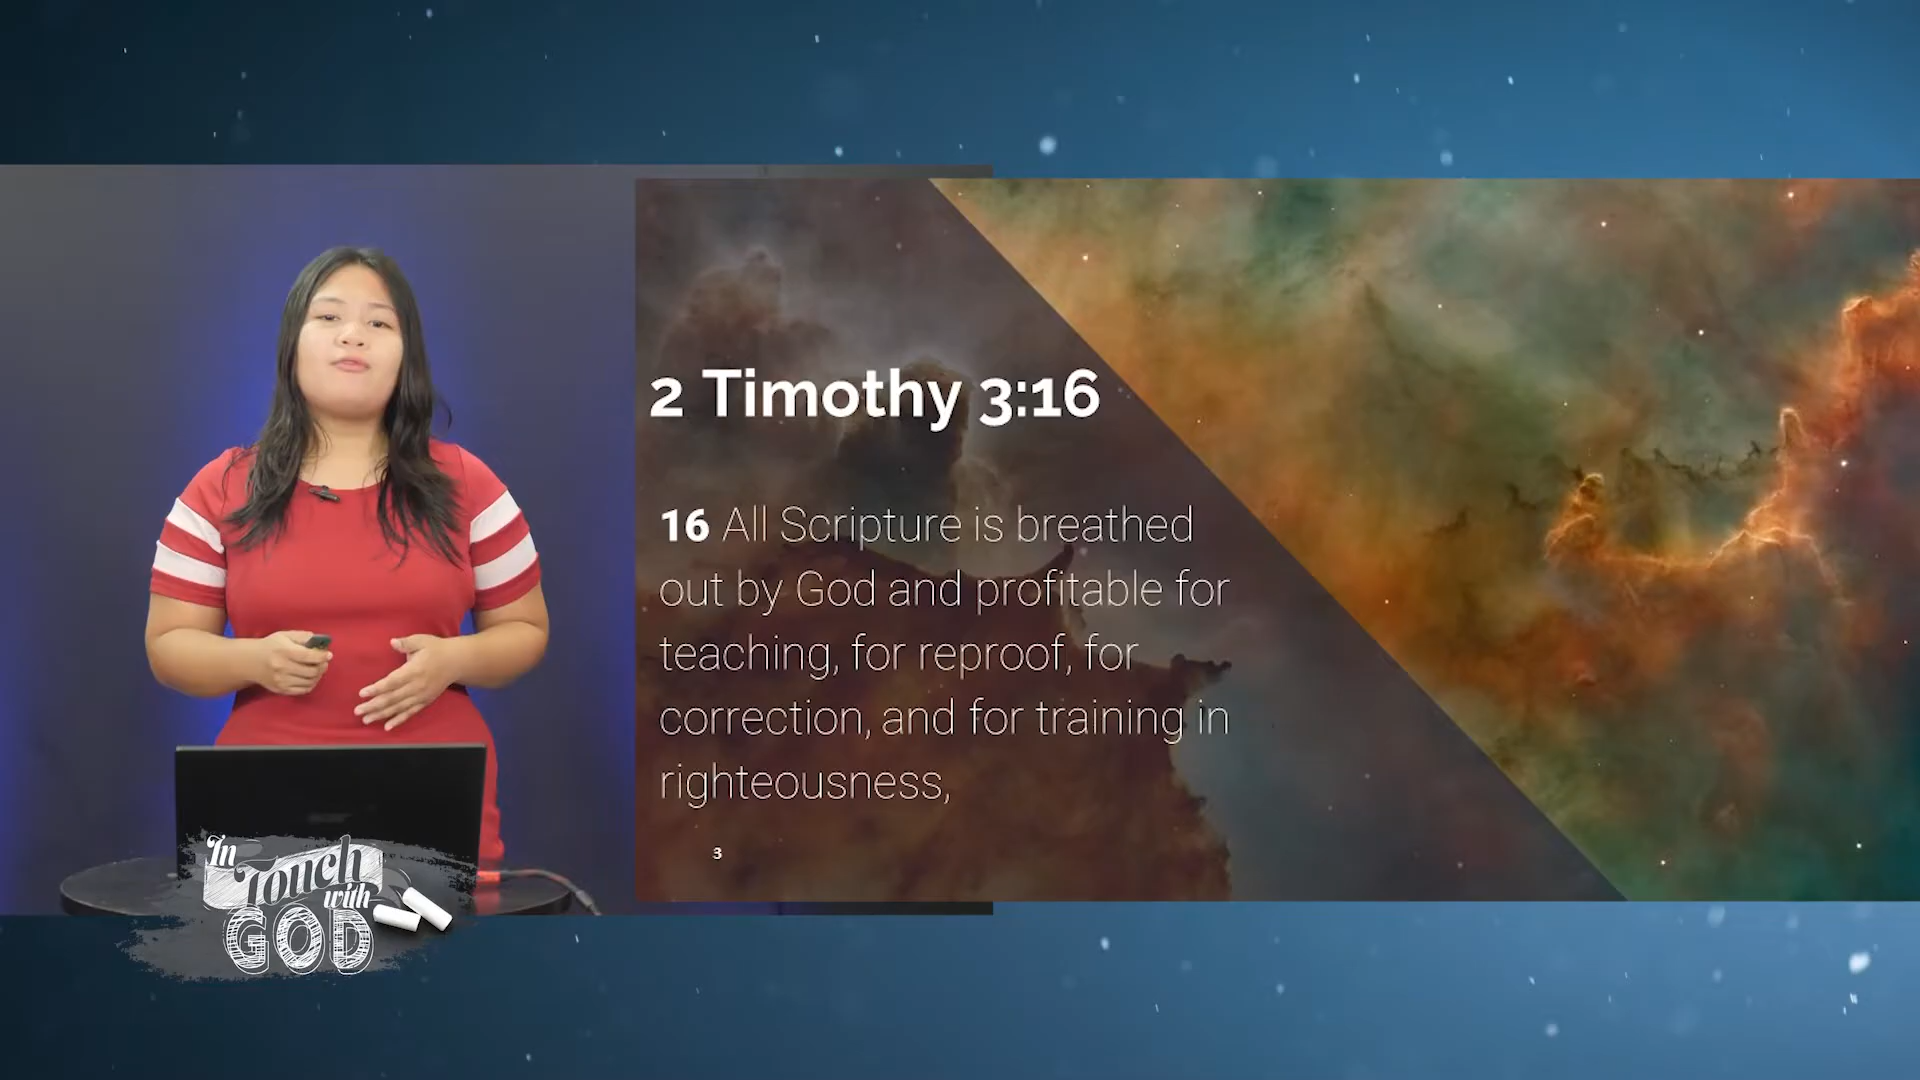 2 Timothy 3:16
16 All Scripture is breathed
out by God and profitable for
teaching, for reproof, for
correction, and for training in
righteousness,
3
In
Touch
with
GOD